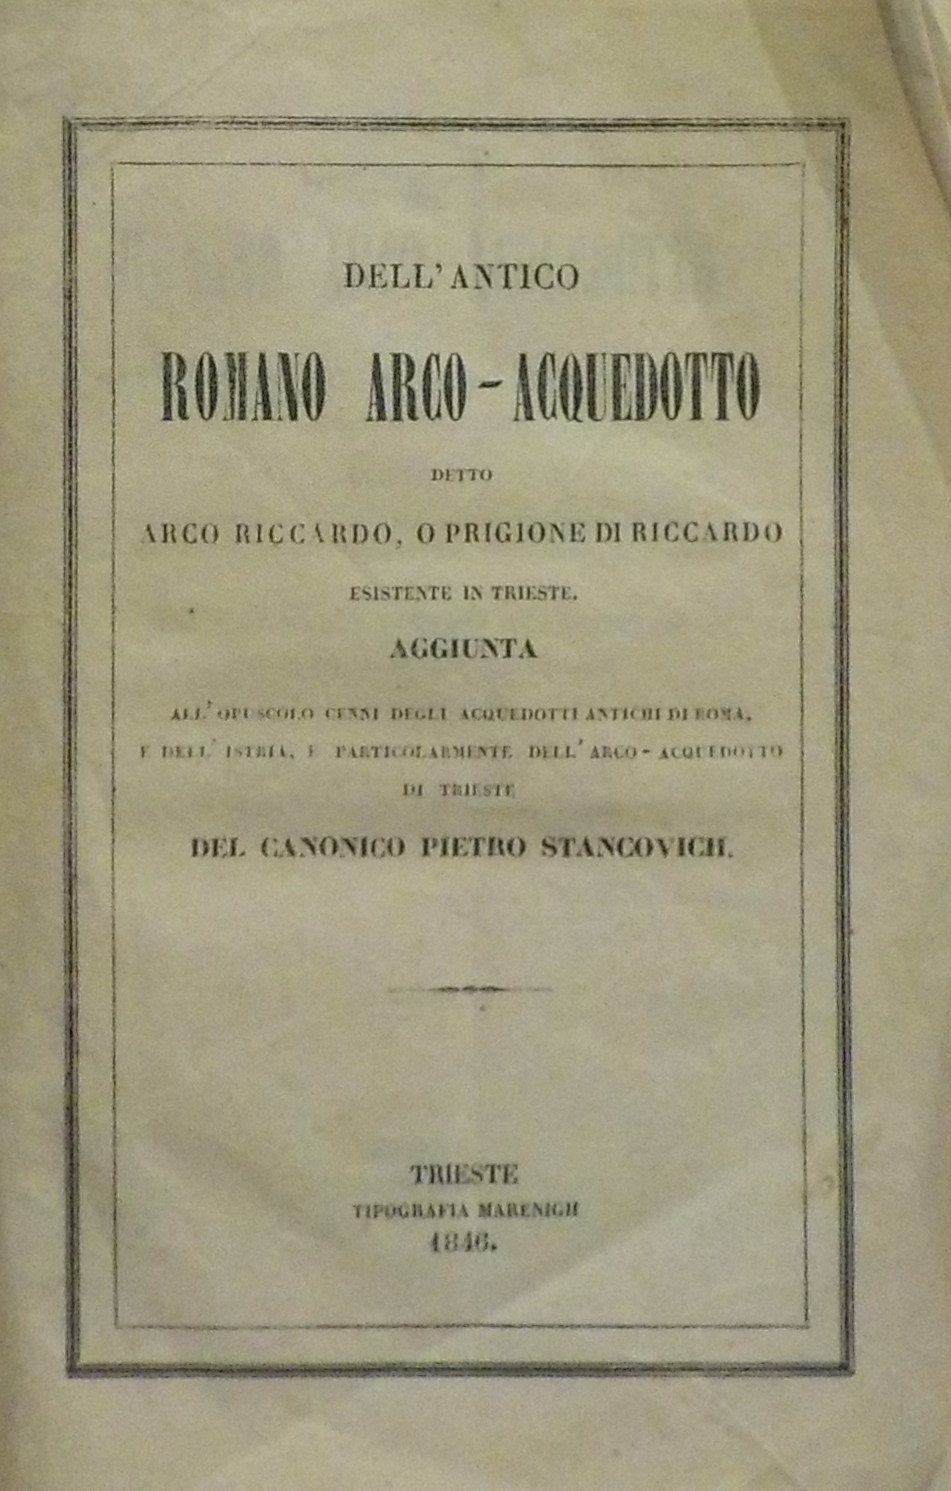 DELL'ANTICO
ROMANO ARCO-ACQUEDOTTO
DETTO
ARCO RICCARDO, O PRIGIONE DI RICCARDO
ESISTENTE IN TRIESTE.
AGGIUNTA
ALL'OPUSCOLO CENNI DEGLI ACQUEDOTTI ANTICHI DI ROMA,
E DELL'ISTRIA, E PARTICOLARMENTE DELL'ARCO-ACQUEDOTTO
DI TRIESTE
DEL CANONICO PIETRO STANCOVICH.
TRIESTE
TIPOGRAFIA MARENIGH
1846.